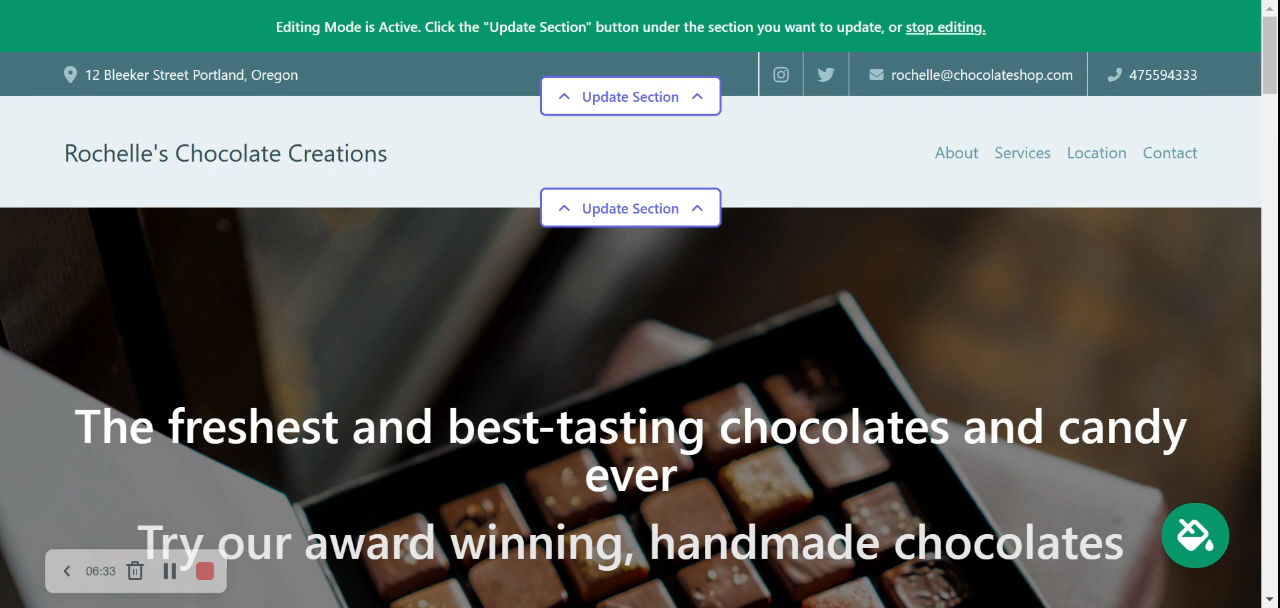 Editing Mode is Active. Click the "Update Section" button under the section you want to update, or stop editing.
12 Bleeker Street Portland, Oregon
rochelle@chocolateshop.com
475594333
Update Section
Rochelle's Chocolate Creations
About Services Location Contact
Update Section
The freshest and best-tasting chocolates and candy
ever
Try our award winning, handmade chocolates
06:33